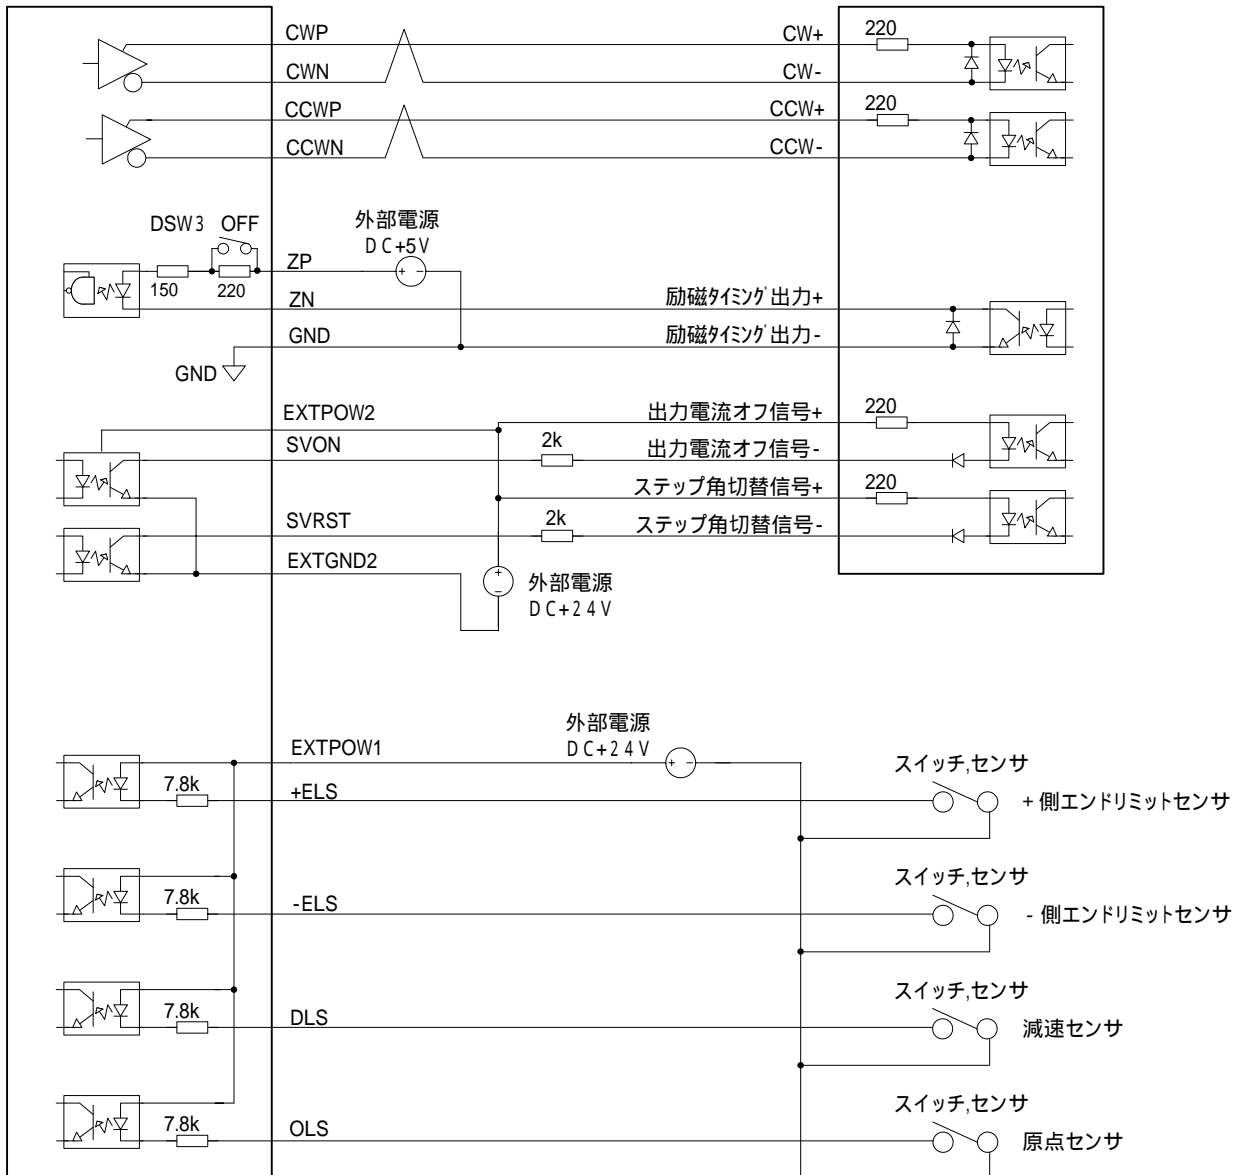 CWP CW+ 220
CWN CW-
CCWP CCW+ 220
CCWN CCW-
DSW3 OFF 外部電源
DC+5V
ZP
150 220
ZN 励磁タイミング出力+
GND 励磁タイミング出力-
GND
EXTPOW2 出力電流オフ信号+ 220
SVON 2k 出力電流オフ信号-
ステップ角切替信号+ 220
SVRST 2k ステップ角切替信号-
EXTGND2
外部電源
DC+24V
外部電源
EXTPOW1 DC+24V
スイッチ,センサ
7.8k +ELS +側エンドリミットセンサ
スイッチ,センサ
7.8k -ELS -側エンドリミットセンサ
スイッチ,センサ
7.8k DLS 減速センサ
スイッチ,センサ
7.8k OLS 原点センサ